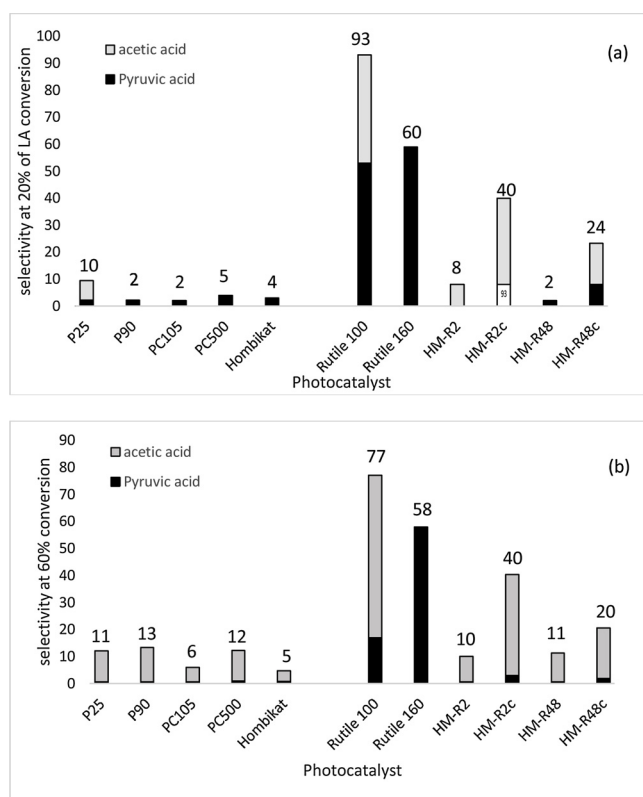 100
90
80
70
60
50
40
30
20
10
0
selectivity at 20% of LA conversion
acetic acid
Pyruvic acid
(a)
10
2
2
5
4
93
60
8
40
2
24
93
P25
P90
PC105
PC500
Hombikat
Rutile 100
Rutile 160
HM-R2
HM-R2c
HM-R48
HM-R48c
Photocatalyst
90
80
70
60
50
40
30
20
10
0
selectivity at 60% conversion
acetic acid
Pyruvic acid
(b)
11
13
6
12
5
77
58
10
40
11
20
P25
P90
PC105
PC500
Hombikat
Rutile 100
Rutile 160
HM-R2
HM-R2c
HM-R48
HM-R48c
Photocatalyst